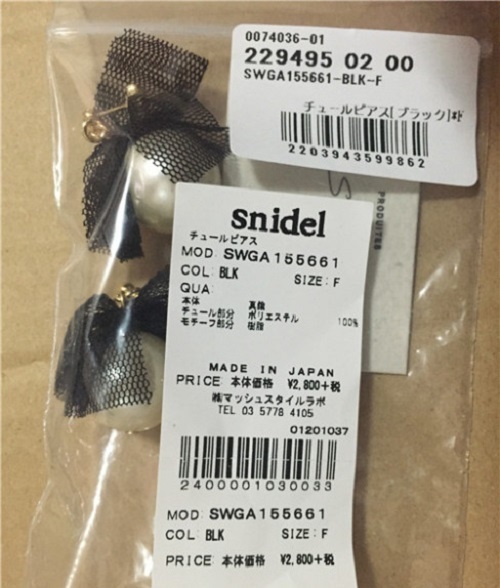 0074036-01
229495 02 00
SWGA155661-BLK-F
チュールピアス[ブラック]
2203943599862
PRODUITES
snidel
チュールピアス
MOD: SWGA155661
COL: BLK SIZE: F
QUA:
本体 真鍮
チュール部分 ポリエステル 100%
モチーフ部分 樹脂
MADE IN JAPAN
PRICE 本体価格 ¥2,800+税
㈱マッシュスタイルラボ
TEL 03 5778 4105
01201037
2400001030033
MOD: SWGA155661
COL: BLK SIZE: F
PRICE: 本体価格 ¥2,800+税